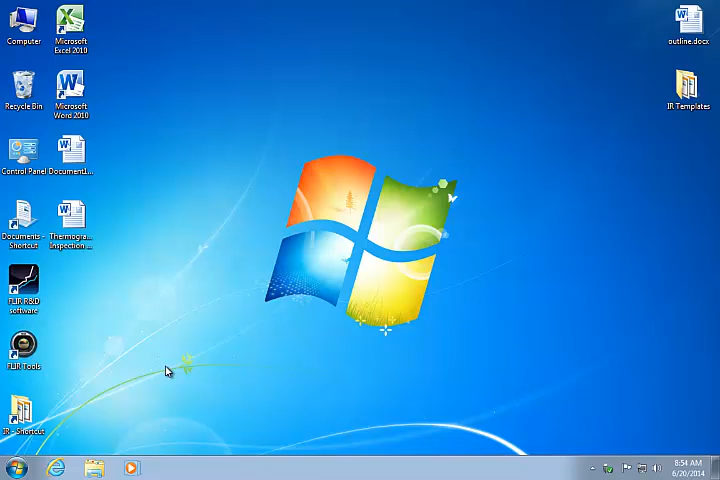 Computer
Microsoft
Excel 2010
Recycle Bin
Microsoft
Word 2010
Control Panel
Document1...
Documents -
Shortcut
Thermogra...
Inspection ...
FLIR R&D
software
FLIR Tools
IR - Shortcut
outline.docx
IR Templates
8:54 AM
6/20/2014